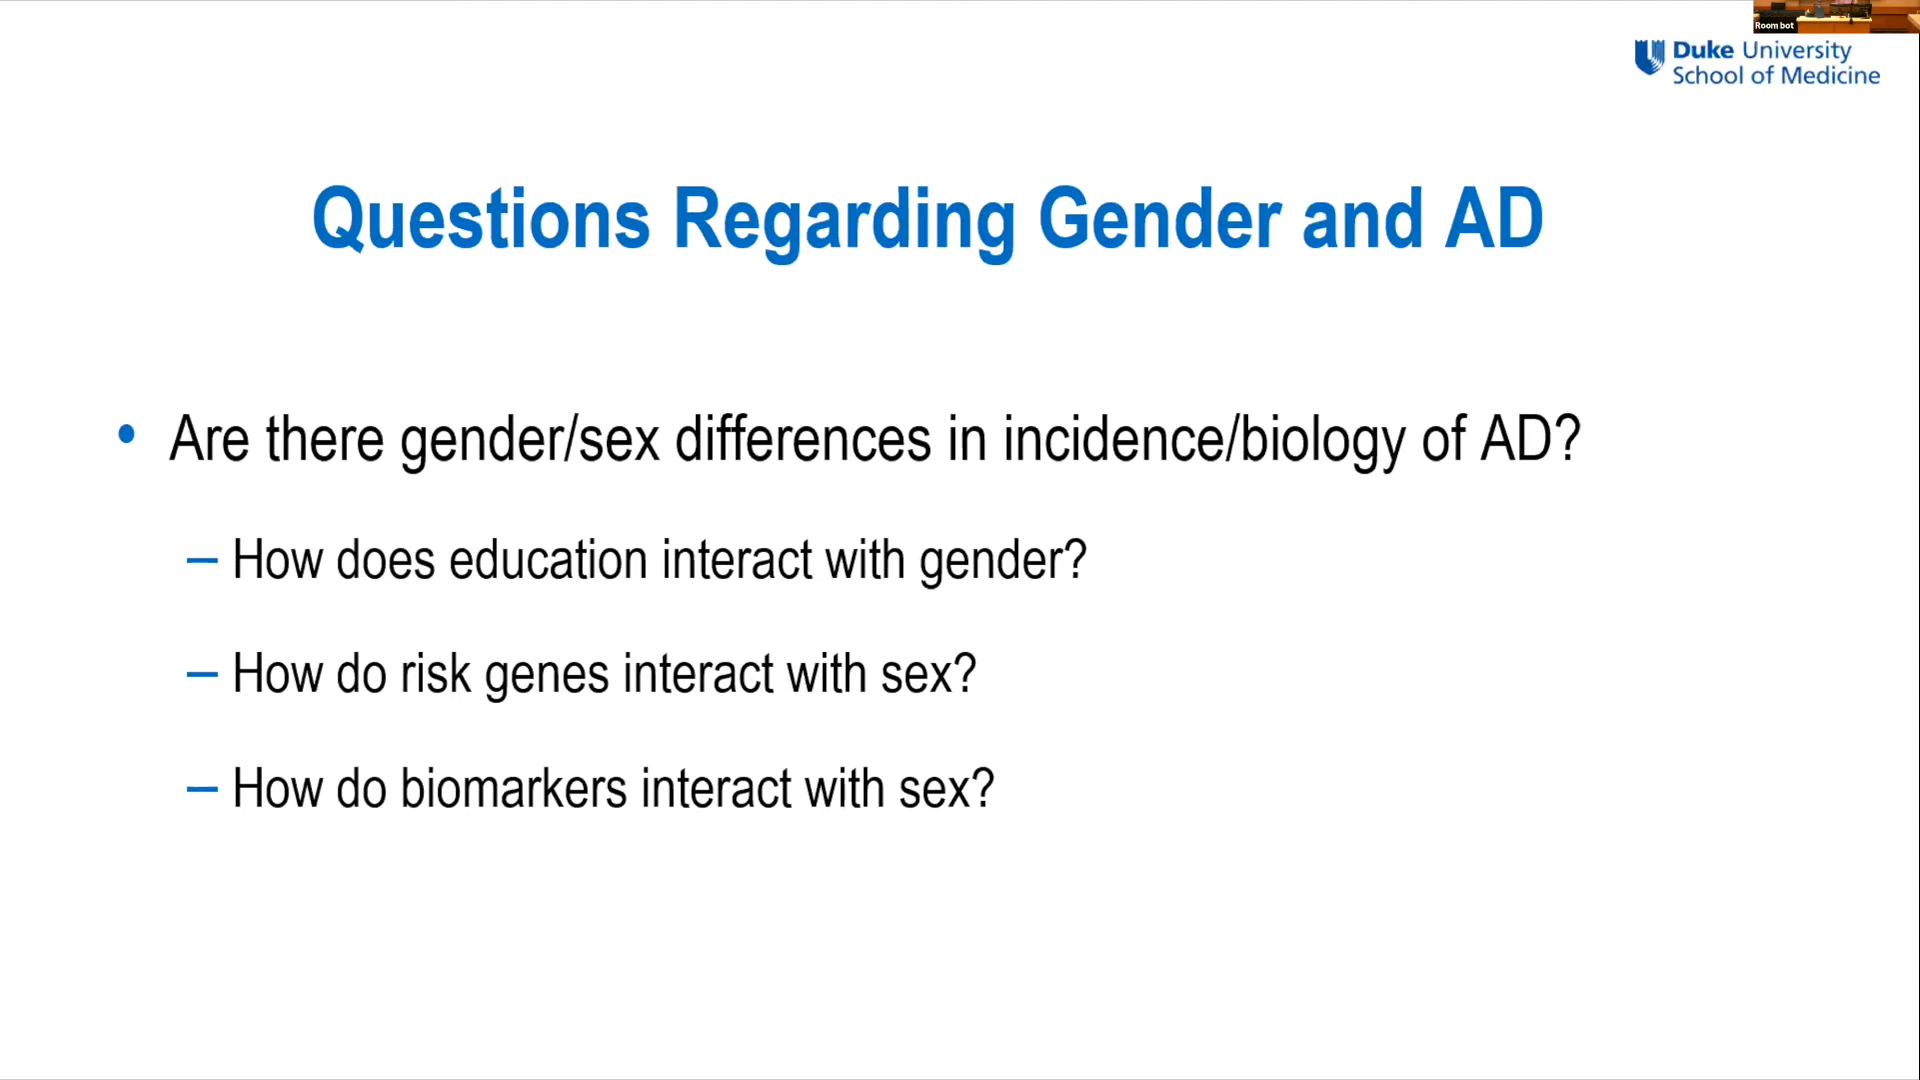 Room bot
Duke University
School of Medicine
Questions Regarding Gender and AD
• Are there gender/sex differences in incidence/biology of AD?
– How does education interact with gender?
– How do risk genes interact with sex?
– How do biomarkers interact with sex?